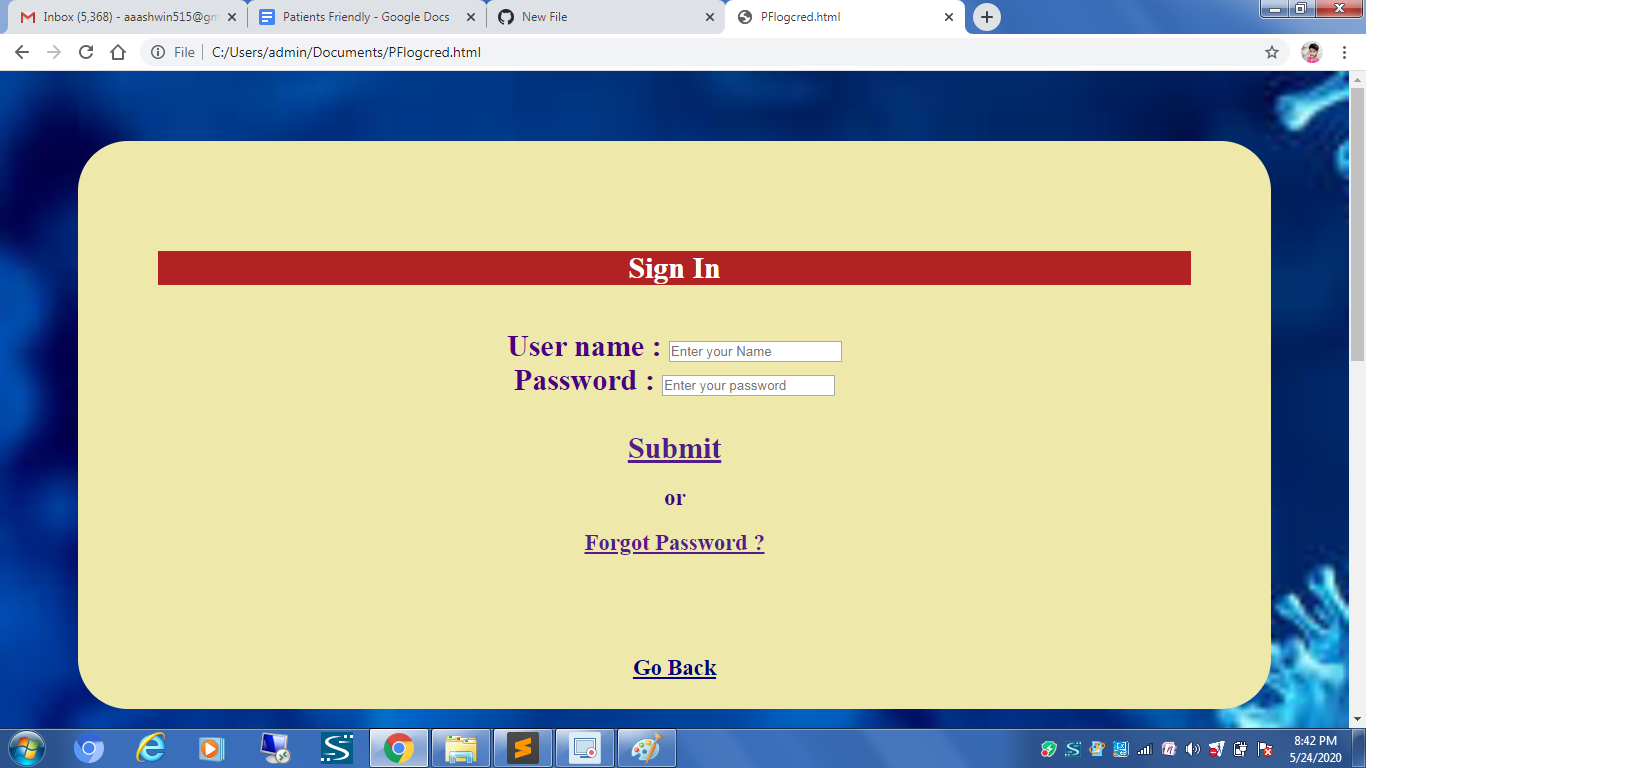 Inbox (5,368) - aaashwin515@gm
Patients Friendly - Google Docs
New File
PFlogcred.html
File
C:/Users/admin/Documents/PFlogcred.html
Sign In
User name : Enter your Name
Password : Enter your password
Submit
or
Forgot Password ?
Go Back
8:42 PM
5/24/2020